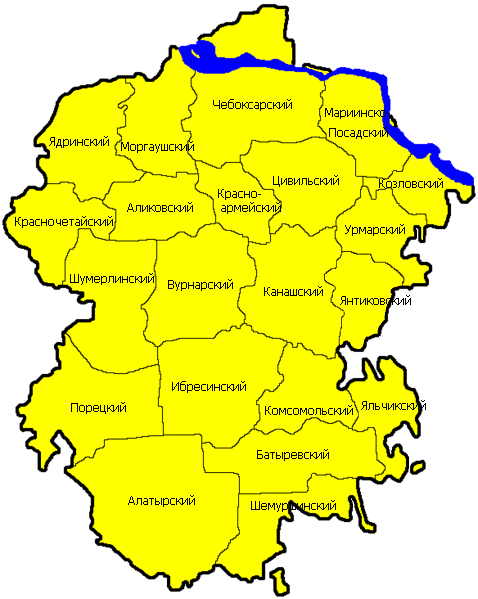 Чебоксарский
Мариинско
Посадский
Ядринский
Моргаушский
Цивильский
Козловский
Красно-
армейский
Аликовский
Красночетайский
Урмарский
Шумерлинский
Вурнарский
Канашский
Янтиковский
Ибресинский
Порецкий
Комсомольский
Яльчикский
Батыревский
Алатырский
Шемуршинский